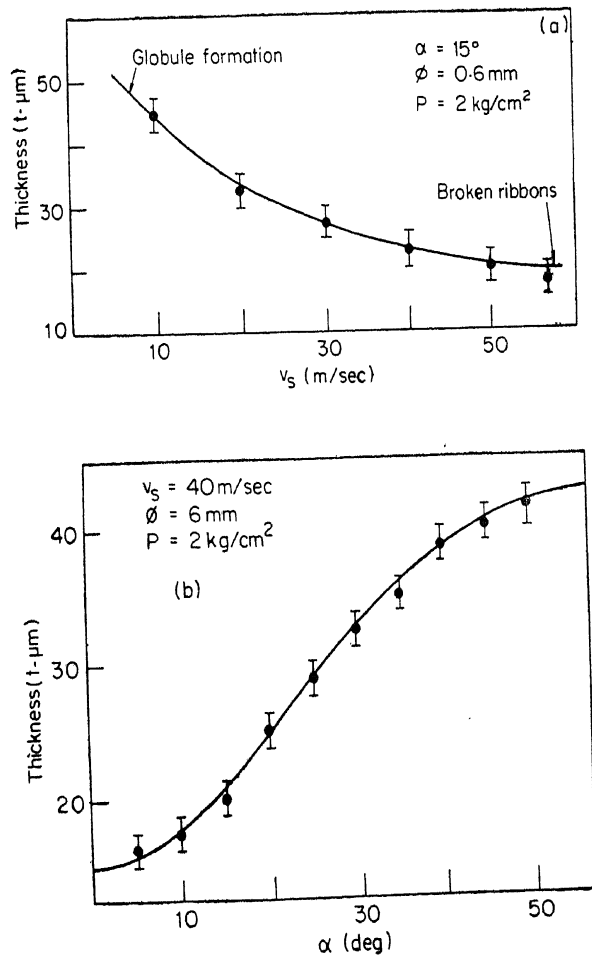 (a)
Globule formation
α = 15°
ø = 0·6 mm
P = 2 kg/cm²
Broken ribbons
Thickness (t-μm)
50
30
10
10
30
50
vₛ (m/sec)
vₛ = 40 m/sec
ø = 6 mm
P = 2 kg/cm²
(b)
Thickness (t-μm)
40
30
20
10
30
50
α (deg)